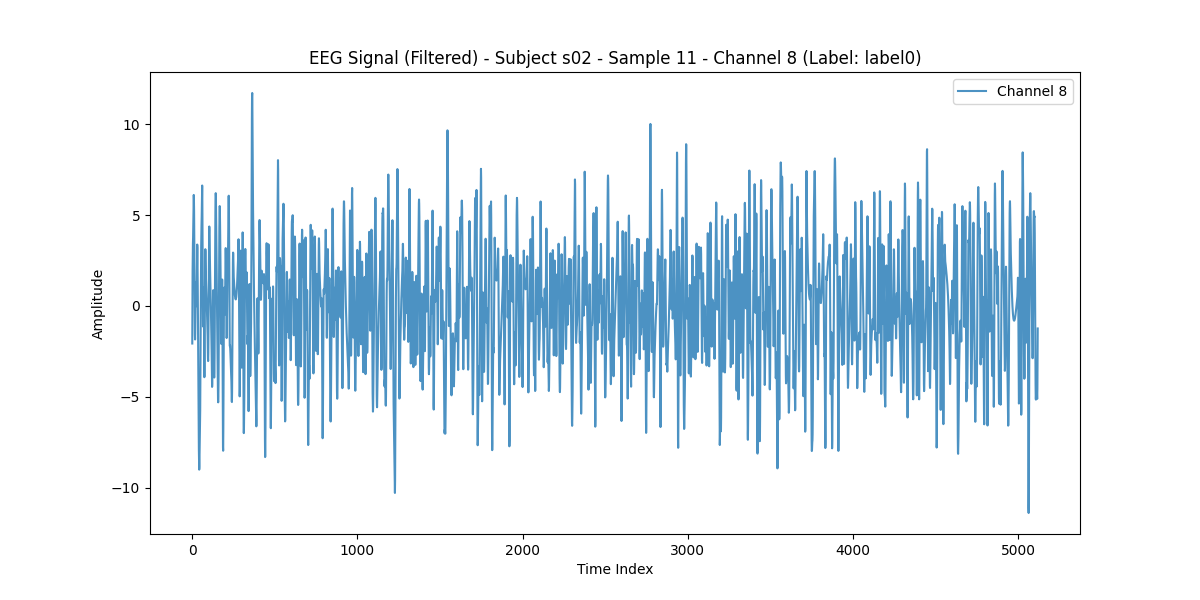 EEG Signal (Filtered) - Subject s02 - Sample 11 - Channel 8 (Label: label0)
Channel 8
10
5
0
−5
−10
Amplitude
0 1000 2000 3000 4000 5000
Time Index